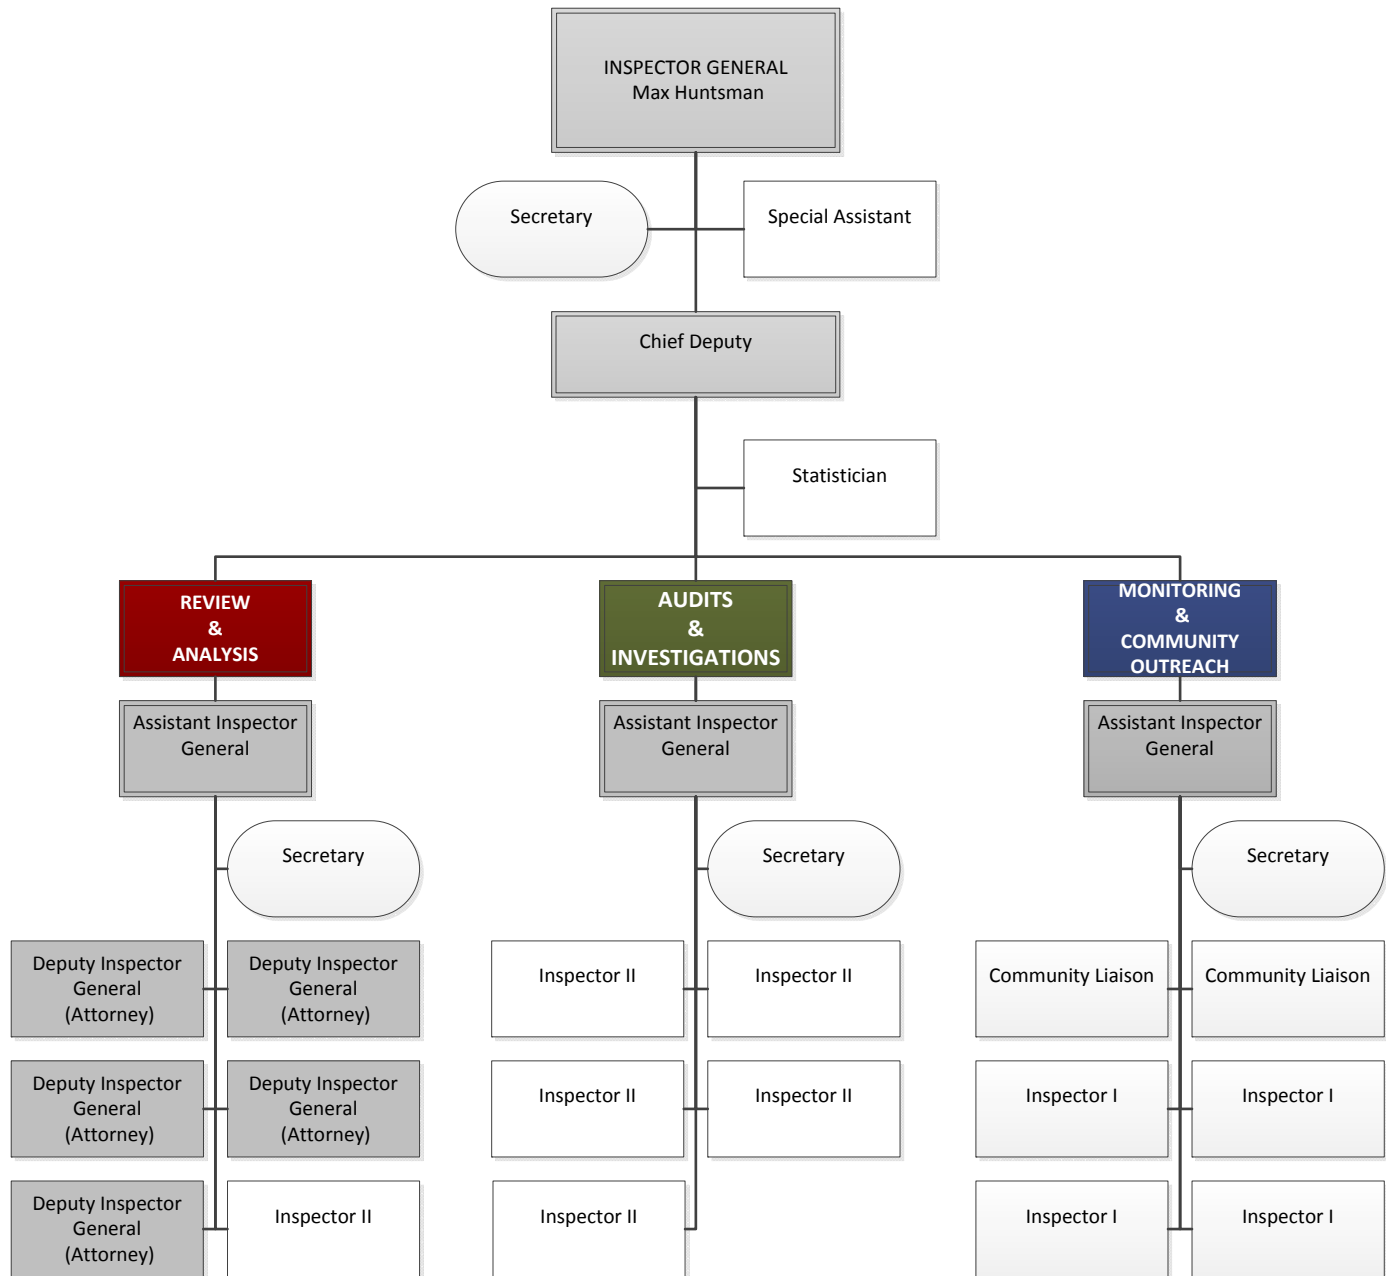 INSPECTOR GENERAL
Max Huntsman
Secretary
Special Assistant
Chief Deputy
Statistician
REVIEW
&
ANALYSIS
AUDITS
&
INVESTIGATIONS
MONITORING
&
COMMUNITY
OUTREACH
Assistant Inspector
General
Assistant Inspector
General
Assistant Inspector
General
Secretary
Secretary
Secretary
Deputy Inspector
General
(Attorney)
Deputy Inspector
General
(Attorney)
Inspector II
Inspector II
Community Liaison
Community Liaison
Deputy Inspector
General
(Attorney)
Deputy Inspector
General
(Attorney)
Inspector II
Inspector II
Inspector I
Inspector I
Deputy Inspector
General
(Attorney)
Inspector II
Inspector II
Inspector I
Inspector I